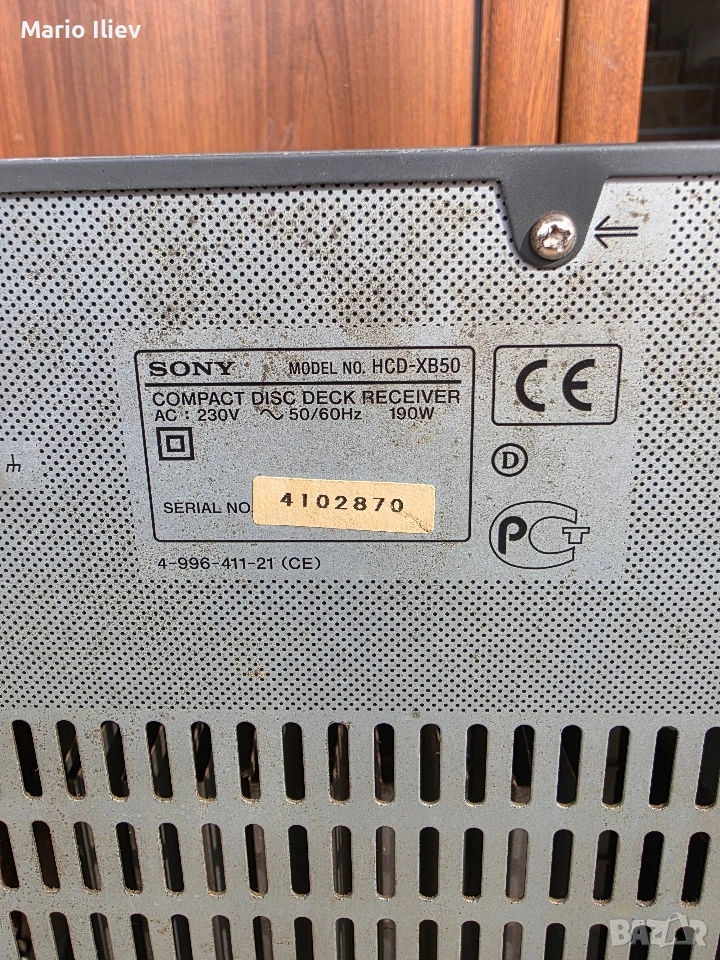 Mario Iliev
SONY MODEL NO. HCD-XB50
COMPACT DISC DECK RECEIVER
AC : 230V ~ 50/60Hz 190W
SERIAL NO. 4102870
4-996-411-21 (CE)
CE
D
PCT
BAZAR